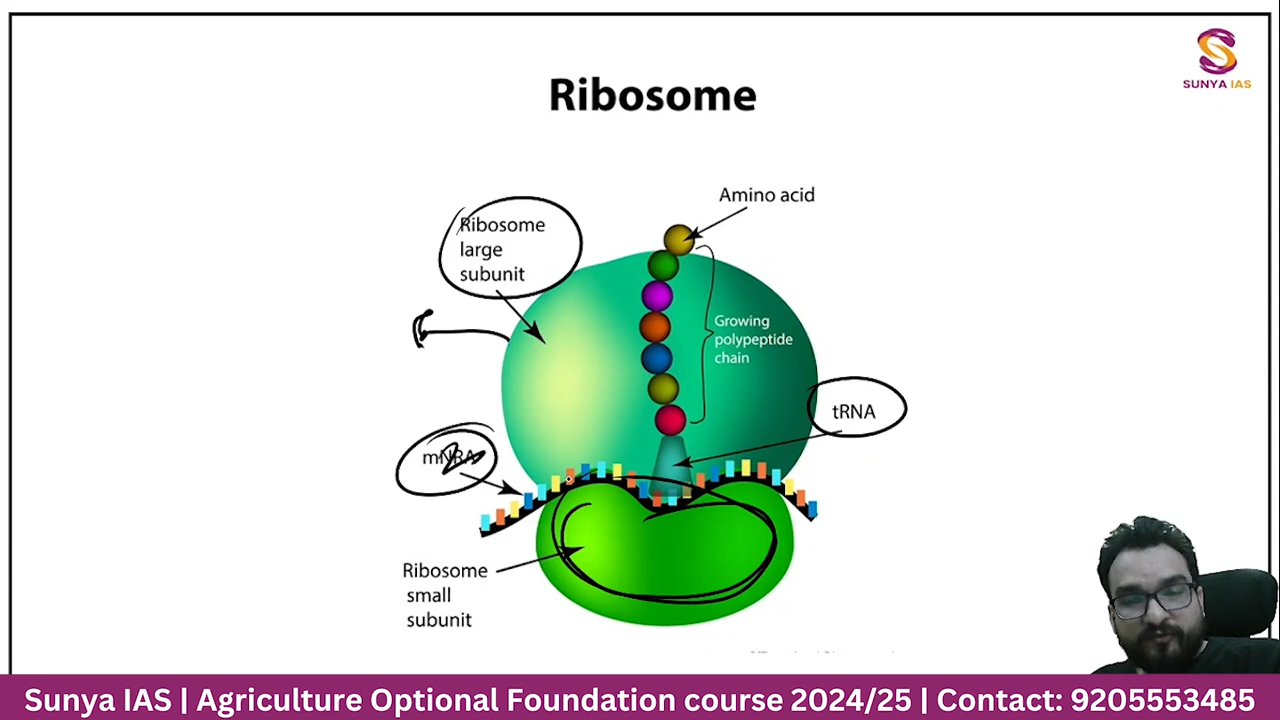 SUNYA IAS
Ribosome
Amino acid
Ribosome
large
subunit
Growing
polypeptide
chain
tRNA
mNRA
Ribosome
small
subunit
Sunya IAS | Agriculture Optional Foundation course 2024/25 | Contact: 9205553485